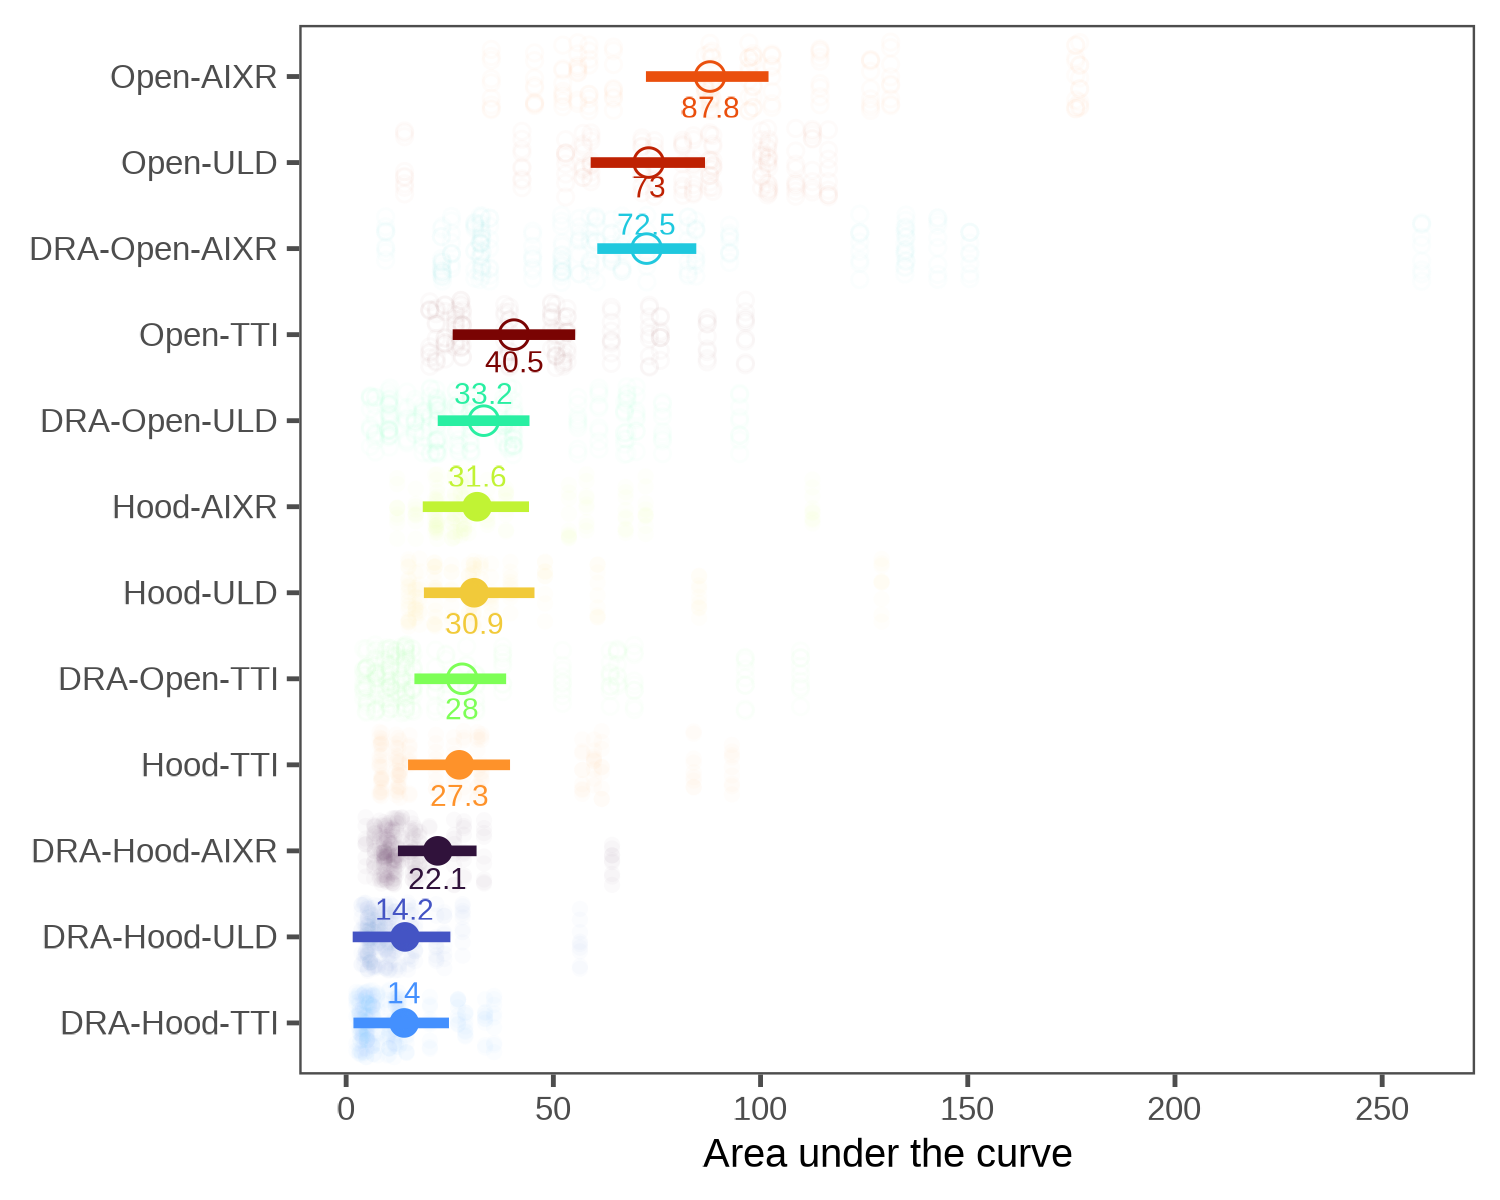 Open-AIXR
87.8
Open-ULD
73
DRA-Open-AIXR
72.5
Open-TTI
40.5
DRA-Open-ULD
33.2
Hood-AIXR
31.6
Hood-ULD
30.9
DRA-Open-TTI
28
Hood-TTI
27.3
DRA-Hood-AIXR
22.1
DRA-Hood-ULD
14.2
DRA-Hood-TTI
14
0 50 100 150 200 250
Area under the curve